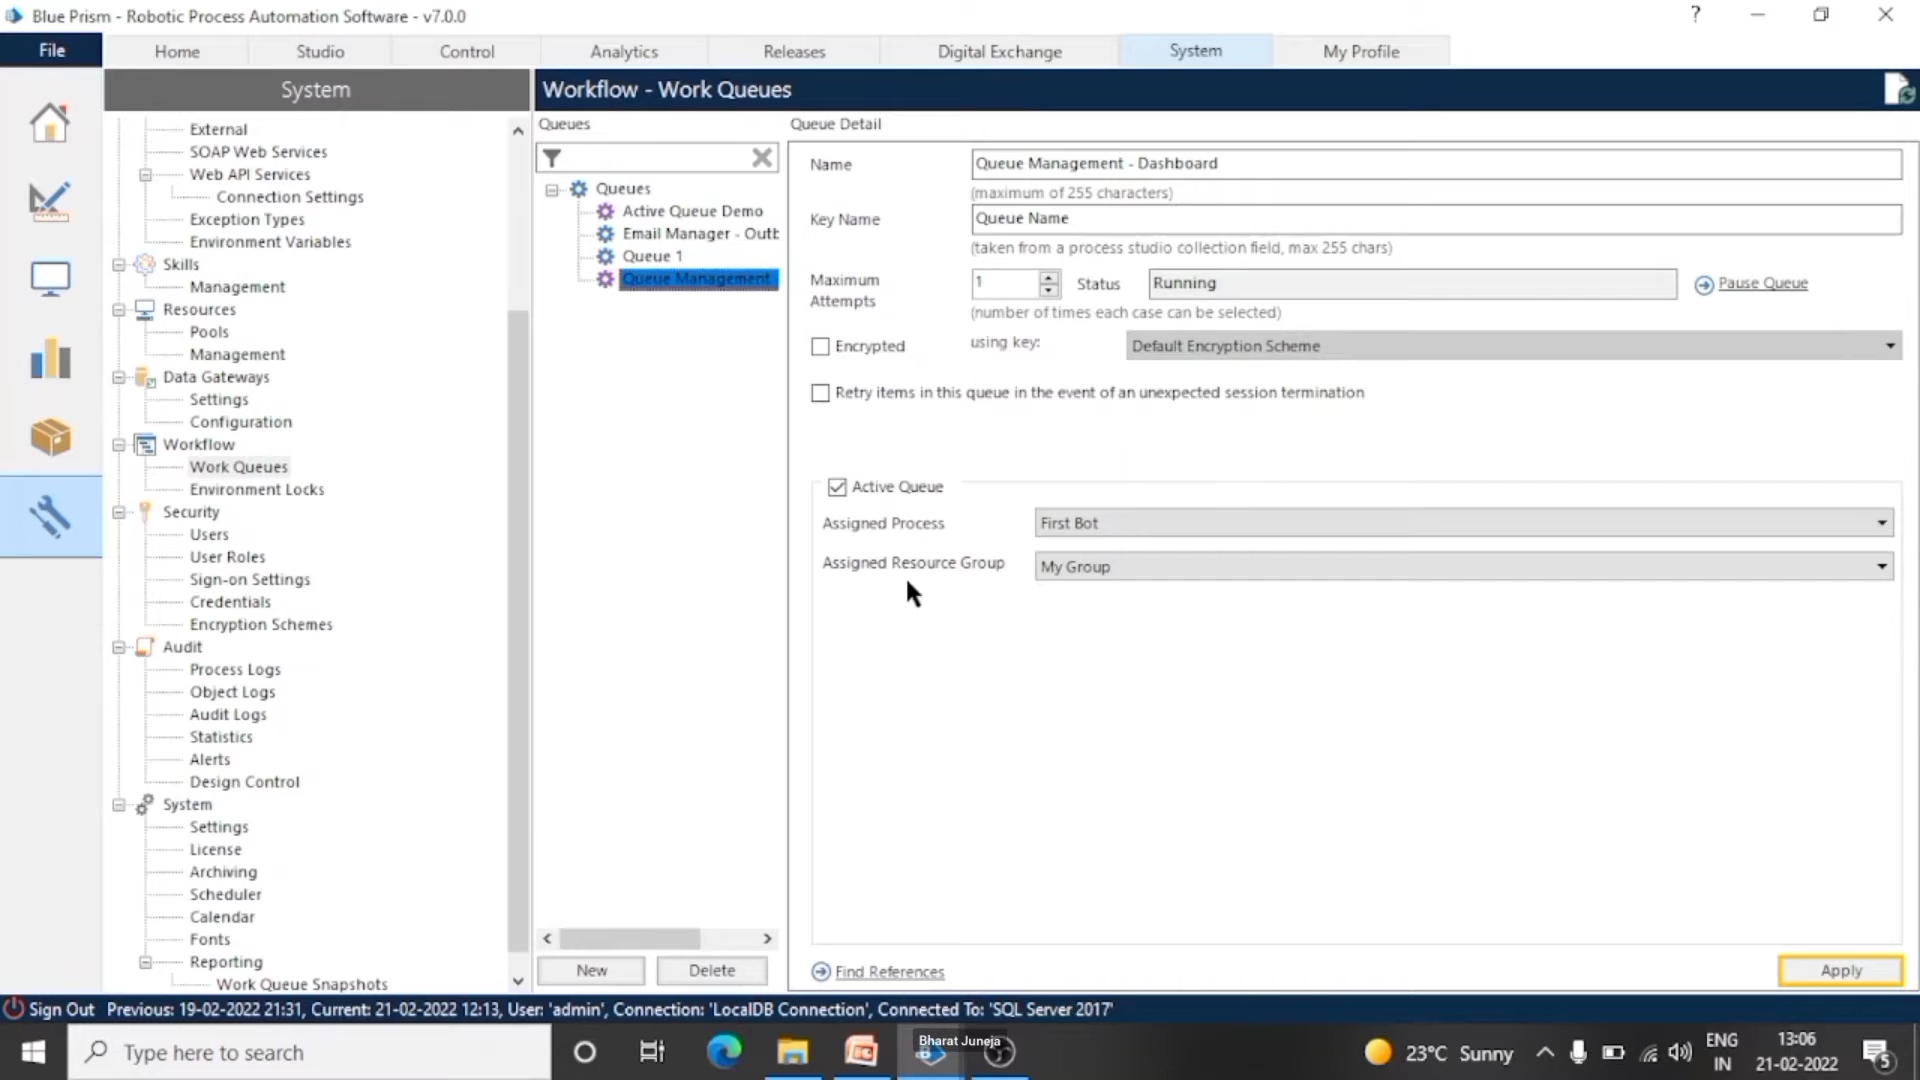 Blue Prism - Robotic Process Automation Software - v7.0.0
?
File
Home
Studio
Control
Analytics
Releases
Digital Exchange
System
My Profile
System
External
SOAP Web Services
Web API Services
Connection Settings
Exception Types
Environment Variables
Skills
Management
Resources
Pools
Management
Data Gateways
Settings
Configuration
Workflow
Work Queues
Environment Locks
Security
Users
User Roles
Sign-on Settings
Credentials
Encryption Schemes
Audit
Process Logs
Object Logs
Audit Logs
Statistics
Alerts
Design Control
System
Settings
License
Archiving
Scheduler
Calendar
Fonts
Reporting
Work Queue Snapshots
Workflow - Work Queues
Queues
Queues
Active Queue Demo
Email Manager - Outb
Queue 1
Queue Management
New
Delete
Queue Detail
Name
Queue Management - Dashboard
(maximum of 255 characters)
Key Name
Queue Name
(taken from a process studio collection field, max 255 chars)
Maximum
Attempts
1
Status
Running
Pause Queue
(number of times each case can be selected)
Encrypted
using key:
Default Encryption Scheme
Retry items in this queue in the event of an unexpected session termination
Active Queue
Assigned Process
First Bot
Assigned Resource Group
My Group
Find References
Apply
Sign Out Previous: 19-02-2022 21:31, Current: 21-02-2022 12:13, User: 'admin', Connection: 'LocalDB Connection', Connected To: 'SQL Server 2017'
Type here to search
Bharat Juneja
23°C Sunny
ENG
IN
13:06
21-02-2022
5